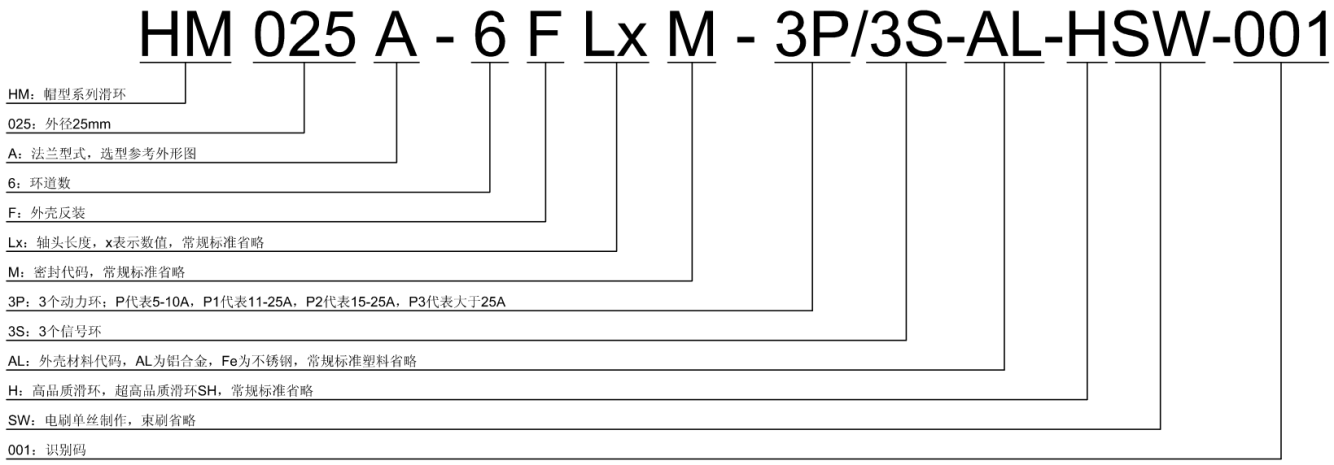 HM 025 A - 6 F Lx M - 3P/3S-AL-HSW-001
HM：帽型系列滑环
025：外径25mm
A：法兰型式，选型参考外形图
6：环道数
F：外壳反装
Lx：轴头长度，x表示数值，常规标准省略
M：密封代码，常规标准省略
3P：3个动力环；P代表5-10A，P1代表11-25A，P2代表15-25A，P3代表大于25A
3S：3个信号环
AL：外壳材料代码，AL为铝合金，Fe为不锈钢，常规标准塑料省略
H：高品质滑环，超高品质滑环SH，常规标准省略
SW：电刷单丝制作，束刷省略
001：识别码